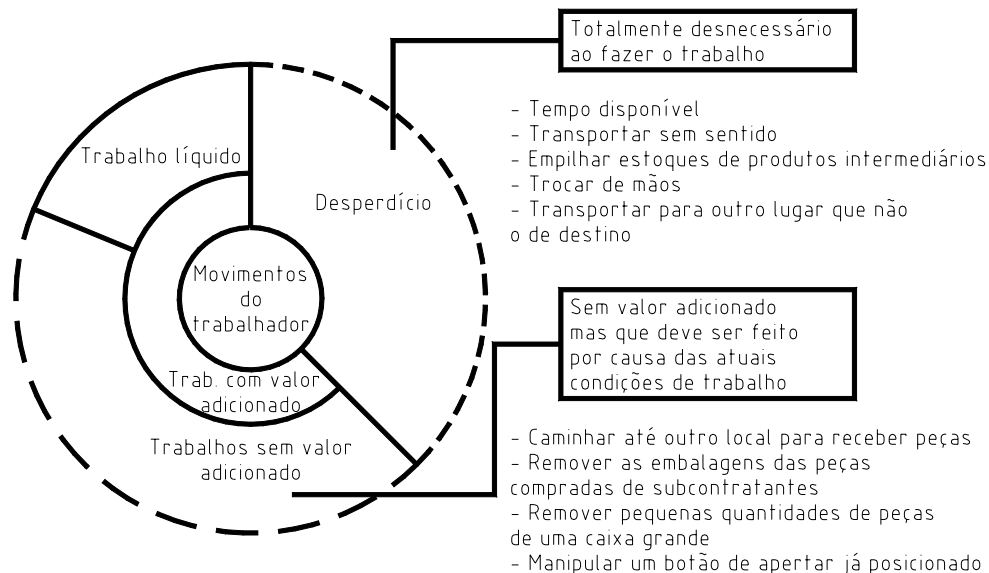 Totalmente desnecessário
ao fazer o trabalho
- Tempo disponível
- Transportar sem sentido
- Empilhar estoques de produtos intermediários
- Trocar de mãos
- Transportar para outro lugar que não
o de destino
Trabalho líquido
Desperdício
Movimentos
do
trabalhador
Trab. com valor
adicionado
Trabalhos sem valor
adicionado
Sem valor adicionado
mas que deve ser feito
por causa das atuais
condições de trabalho
- Caminhar até outro local para receber peças
- Remover as embalagens das peças
compradas de subcontratantes
- Remover pequenas quantidades de peças
de uma caixa grande
- Manipular um botão de apertar já posicionado